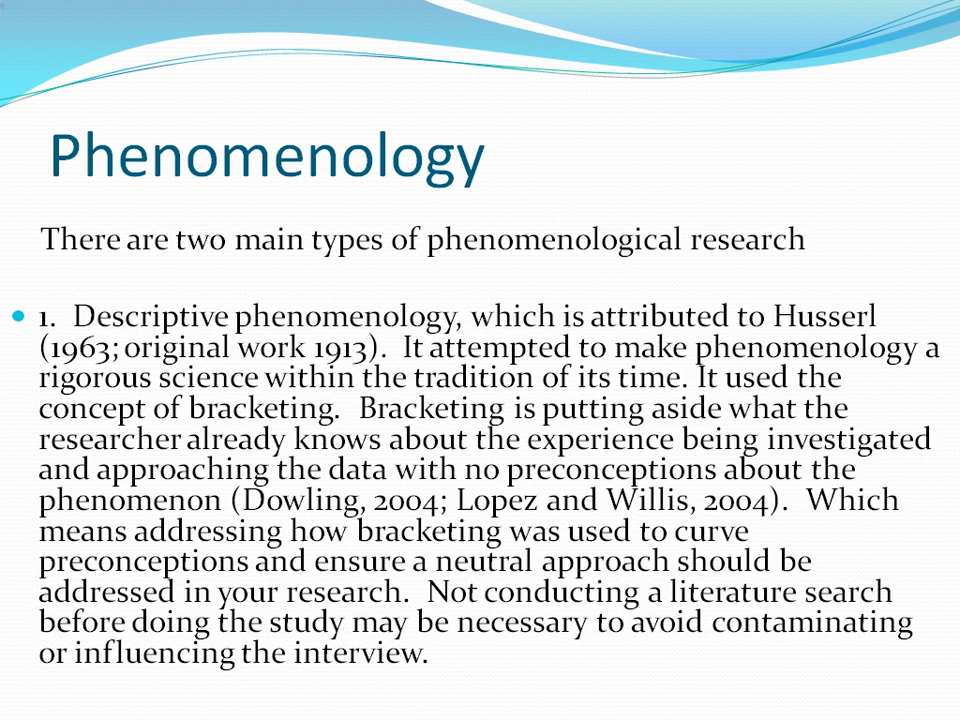 Phenomenology
There are two main types of phenomenological research
• 1.  Descriptive phenomenology, which is attributed to Husserl
(1963; original work 1913).  It attempted to make phenomenology a
rigorous science within the tradition of its time. It used the
concept of bracketing.  Bracketing is putting aside what the
researcher already knows about the experience being investigated
and approaching the data with no preconceptions about the
phenomenon (Dowling, 2004; Lopez and Willis, 2004).  Which
means addressing how bracketing was used to curve
preconceptions and ensure a neutral approach should be
addressed in your research.  Not conducting a literature search
before doing the study may be necessary to avoid contaminating
or influencing the interview.